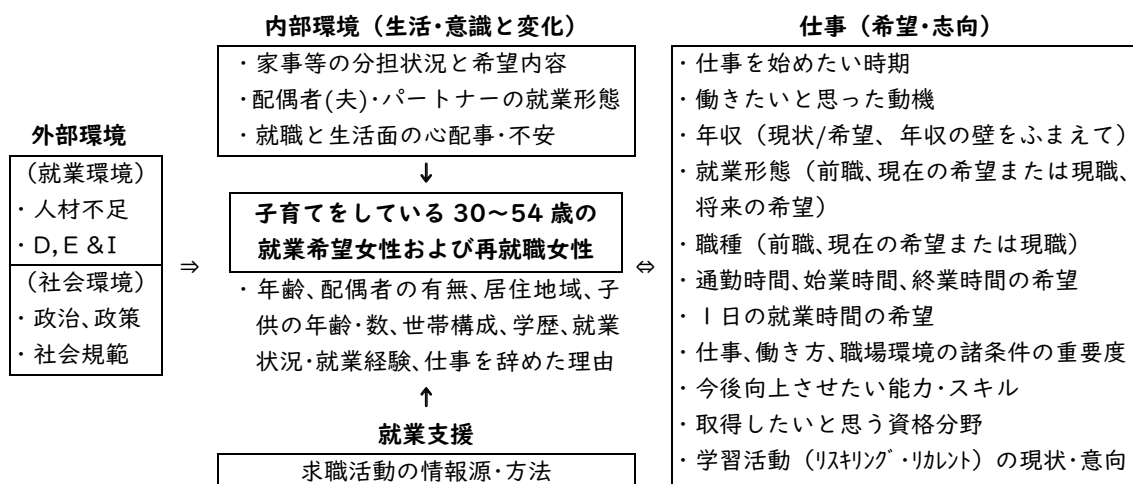 外部環境
（就業環境）
・人材不足
・D,E &I
（社会環境）
・政治、政策
・社会規範
⇒
内部環境（生活・意識と変化）
・家事等の分担状況と希望内容
・配偶者(夫)・パートナーの就業形態
・就職と生活面の心配事・不安
↓
子育てをしている 30～54 歳の
就業希望女性および再就職女性
・年齢、配偶者の有無、居住地域、子
供の年齢・数、世帯構成、学歴、就業
状況・就業経験、仕事を辞めた理由
↑
就業支援
求職活動の情報源・方法
⇔
仕事（希望・志向）
・仕事を始めたい時期
・働きたいと思った動機
・年収（現状/希望、年収の壁をふまえて）
・就業形態（前職、現在の希望または現職、
将来の希望）
・職種（前職、現在の希望または現職）
・通勤時間、始業時間、終業時間の希望
・１日の就業時間の希望
・仕事、働き方、職場環境の諸条件の重要度
・今後向上させたい能力・スキル
・取得したいと思う資格分野
・学習活動（ﾘｽｷﾘﾝｸﾞ・ﾘｶﾚﾝﾄ）の現状・意向